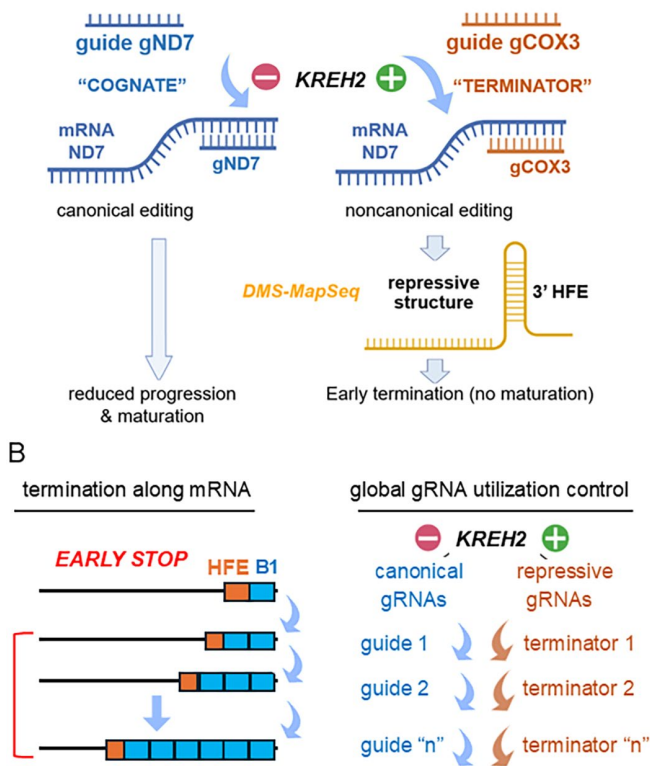 guide gND7
guide gCOX3
“COGNATE”
KREH2
“TERMINATOR”
mRNA
ND7
gND7
mRNA
ND7
gCOX3
canonical editing
noncanonical editing
DMS-MapSeq
repressive
structure
3’ HFE
reduced progression
& maturation
Early termination (no maturation)
B
termination along mRNA
global gRNA utilization control
EARLY STOP
HFE B1
KREH2
canonical
gRNAs
repressive
gRNAs
guide 1
terminator 1
guide 2
terminator 2
guide “n”
terminator “n”